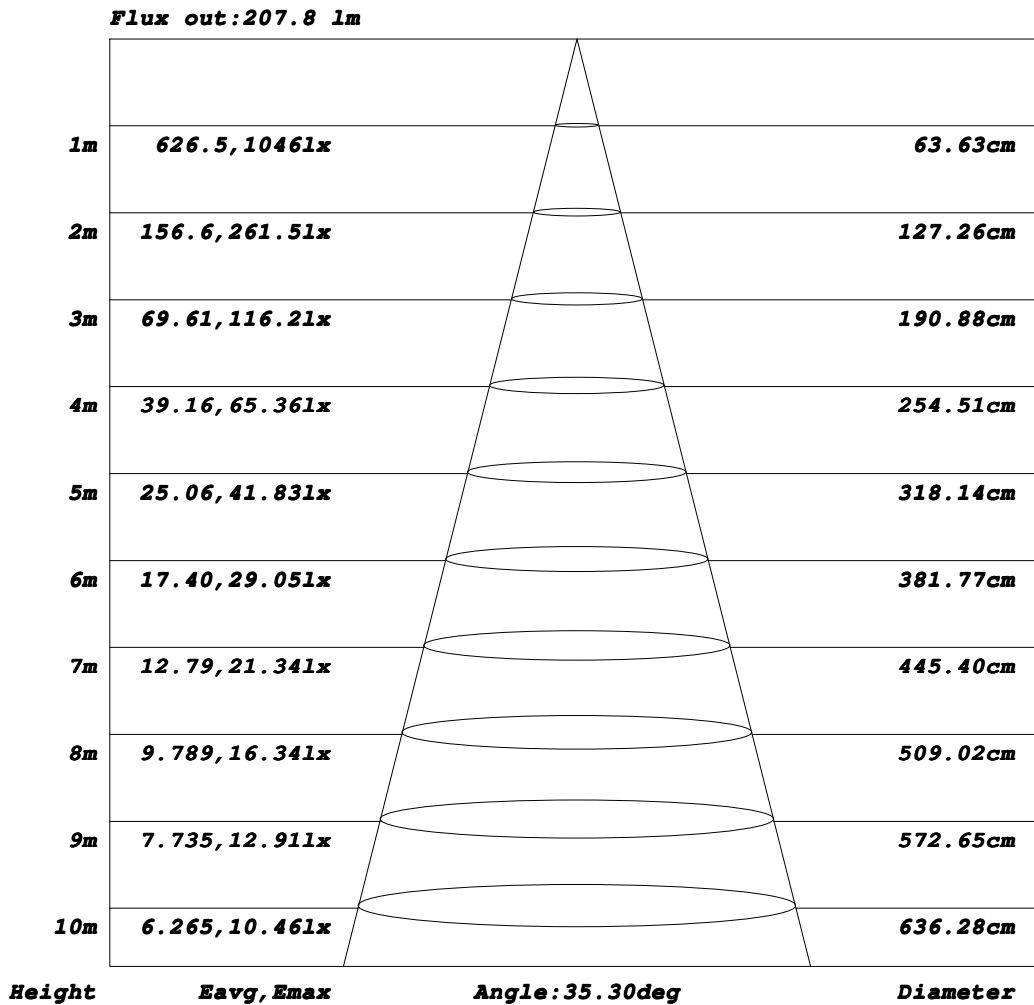 Flux out:207.8 lm
1m 626.5,1046lx 63.63cm
2m 156.6,261.5lx 127.26cm
3m 69.61,116.2lx 190.88cm
4m 39.16,65.36lx 254.51cm
5m 25.06,41.83lx 318.14cm
6m 17.40,29.05lx 381.77cm
7m 12.79,21.34lx 445.40cm
8m 9.789,16.34lx 509.02cm
9m 7.735,12.91lx 572.65cm
10m 6.265,10.46lx 636.28cm
Height Eavg,Emax Angle:35.30deg Diameter